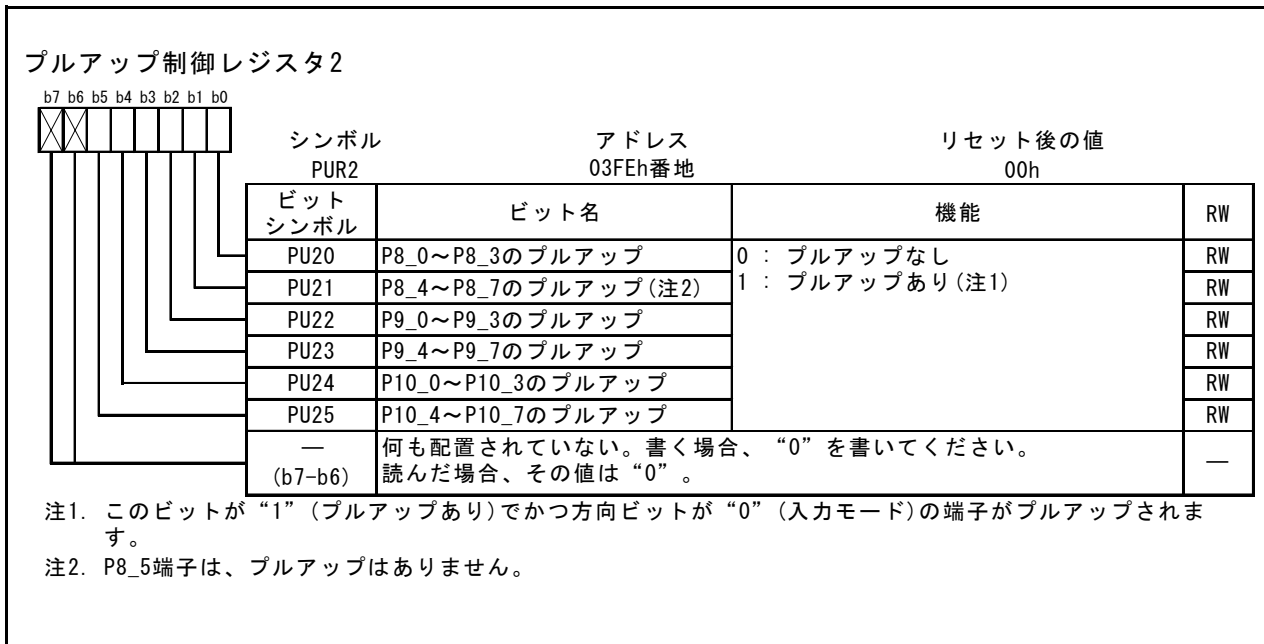 プルアップ制御レジスタ2
b7 b6 b5 b4 b3 b2 b1 b0
シンボル アドレス リセット後の値
PUR2 03FEh番地 00h
ビット
シンボル ビット名 機能 RW
PU20 P8_0～P8_3のプルアップ 0 : プルアップなし RW
PU21 P8_4～P8_7のプルアップ(注2) 1 : プルアップあり(注1) RW
PU22 P9_0～P9_3のプルアップ RW
PU23 P9_4～P9_7のプルアップ RW
PU24 P10_0～P10_3のプルアップ RW
PU25 P10_4～P10_7のプルアップ RW
— 何も配置されていない。書く場合、“0”を書いてください。 —
(b7-b6) 読んだ場合、その値は“0”。
注1. このビットが“1”(プルアップあり)でかつ方向ビットが“0”(入力モード)の端子がプルアップされま
す。
注2. P8_5端子は、プルアップはありません。